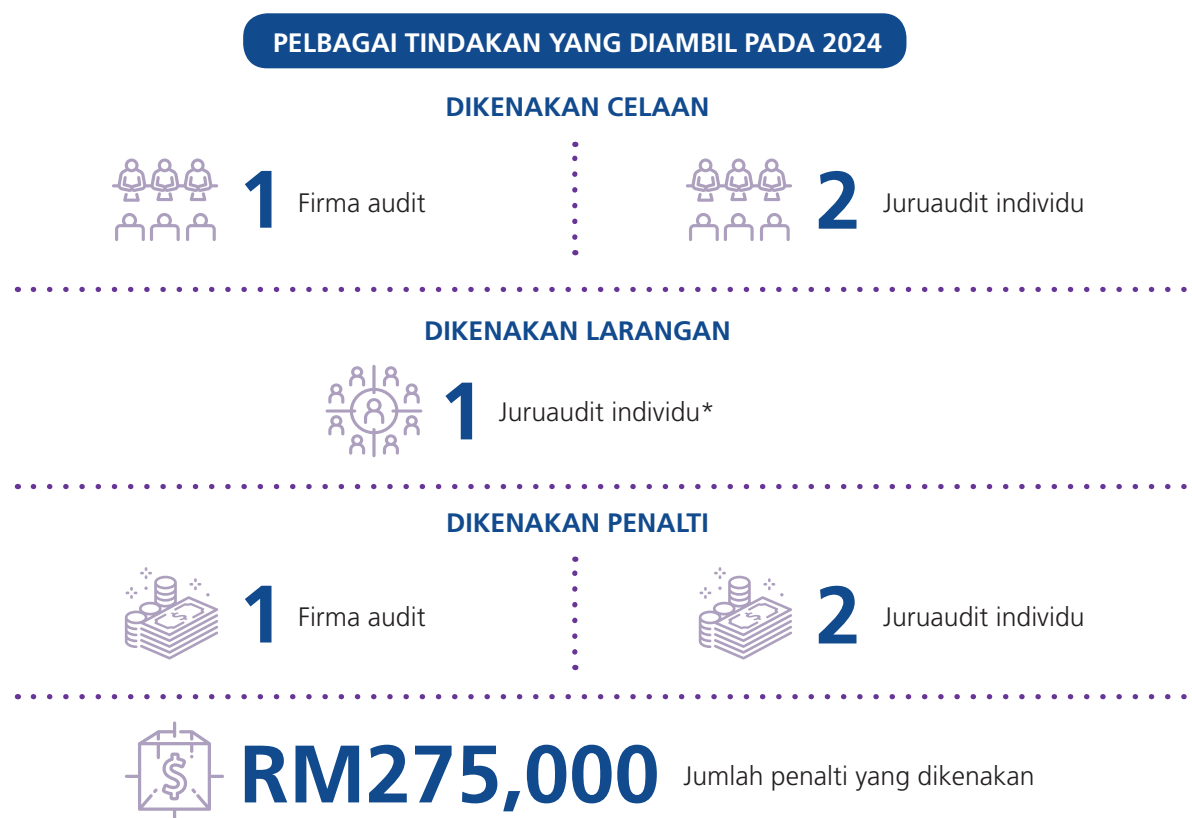 PELBAGAI TINDAKAN YANG DIAMBIL PADA 2024
DIKENAKAN CELAAN
1 Firma audit
2 Juruaudit individu
DIKENAKAN LARANGAN
1 Juruaudit individu*
DIKENAKAN PENALTI
1 Firma audit
2 Juruaudit individu
RM275,000 Jumlah penalti yang dikenakan